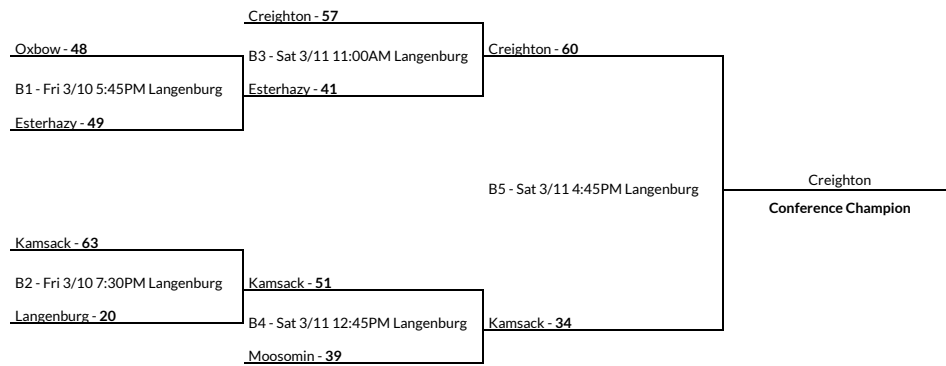 Creighton - 57
Oxbow - 48
B3 - Sat 3/11 11:00AM Langenburg
Creighton - 60
B1 - Fri 3/10 5:45PM Langenburg
Esterhazy - 41
Esterhazy - 49
B5 - Sat 3/11 4:45PM Langenburg
Creighton
Conference Champion
Kamsack - 63
B2 - Fri 3/10 7:30PM Langenburg
Kamsack - 51
Langenburg - 20
B4 - Sat 3/11 12:45PM Langenburg
Kamsack - 34
Moosomin - 39